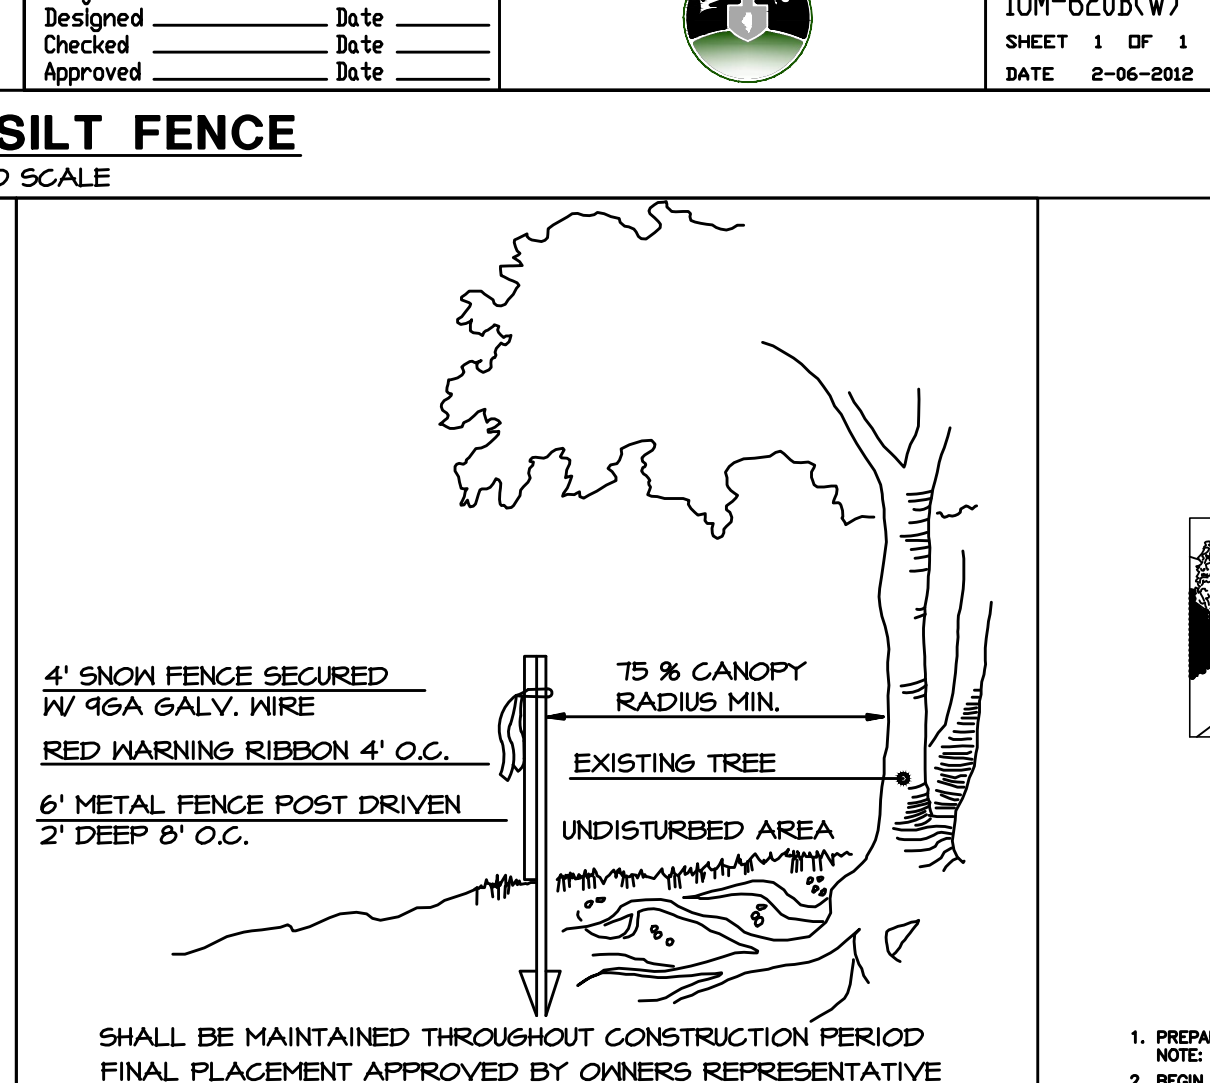 Designed Date
Checked Date
Approved Date
SHEET 1 OF 1
DATE 2-06-2012
SILT FENCE
SCALE
4' SNOW FENCE SECURED
W/ 9GA GALV. WIRE
RED WARNING RIBBON 4' O.C.
6' METAL FENCE POST DRIVEN
2' DEEP 8' O.C.
75 % CANOPY
RADIUS MIN.
EXISTING TREE
UNDISTURBED AREA
SHALL BE MAINTAINED THROUGHOUT CONSTRUCTION PERIOD
FINAL PLACEMENT APPROVED BY OWNERS REPRESENTATIVE
1. PREPA
NOTE:
2. BEGIN